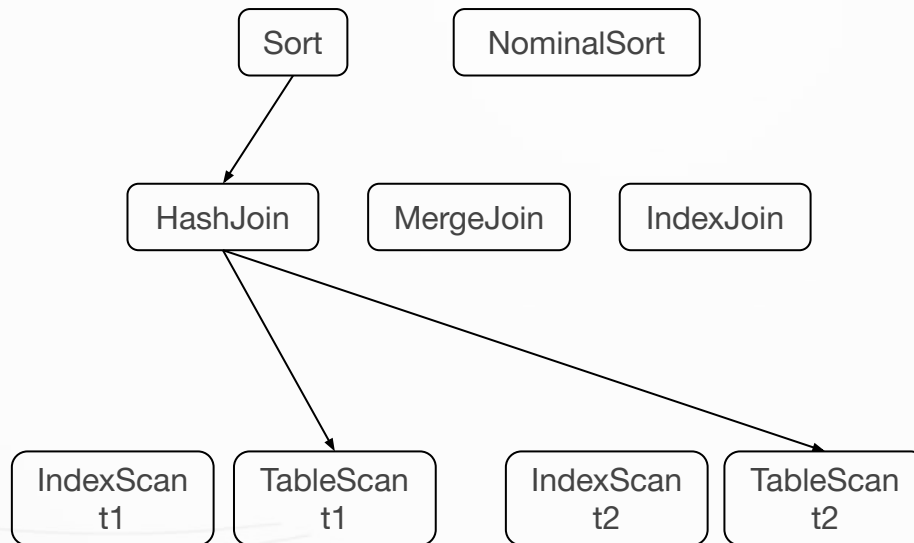 Sort
NominalSort
HashJoin
MergeJoin
IndexJoin
IndexScan
t1
TableScan
t1
IndexScan
t2
TableScan
t2